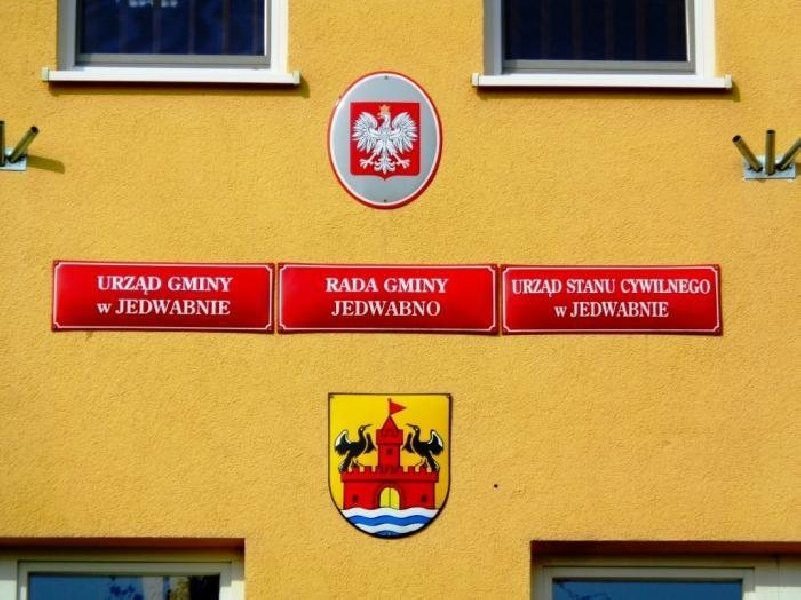 URZĄD GMINY
w JEDWABNIE
RADA GMINY
JEDWABNO
URZĄD STANU CYWILNEGO
w JEDWABNIE